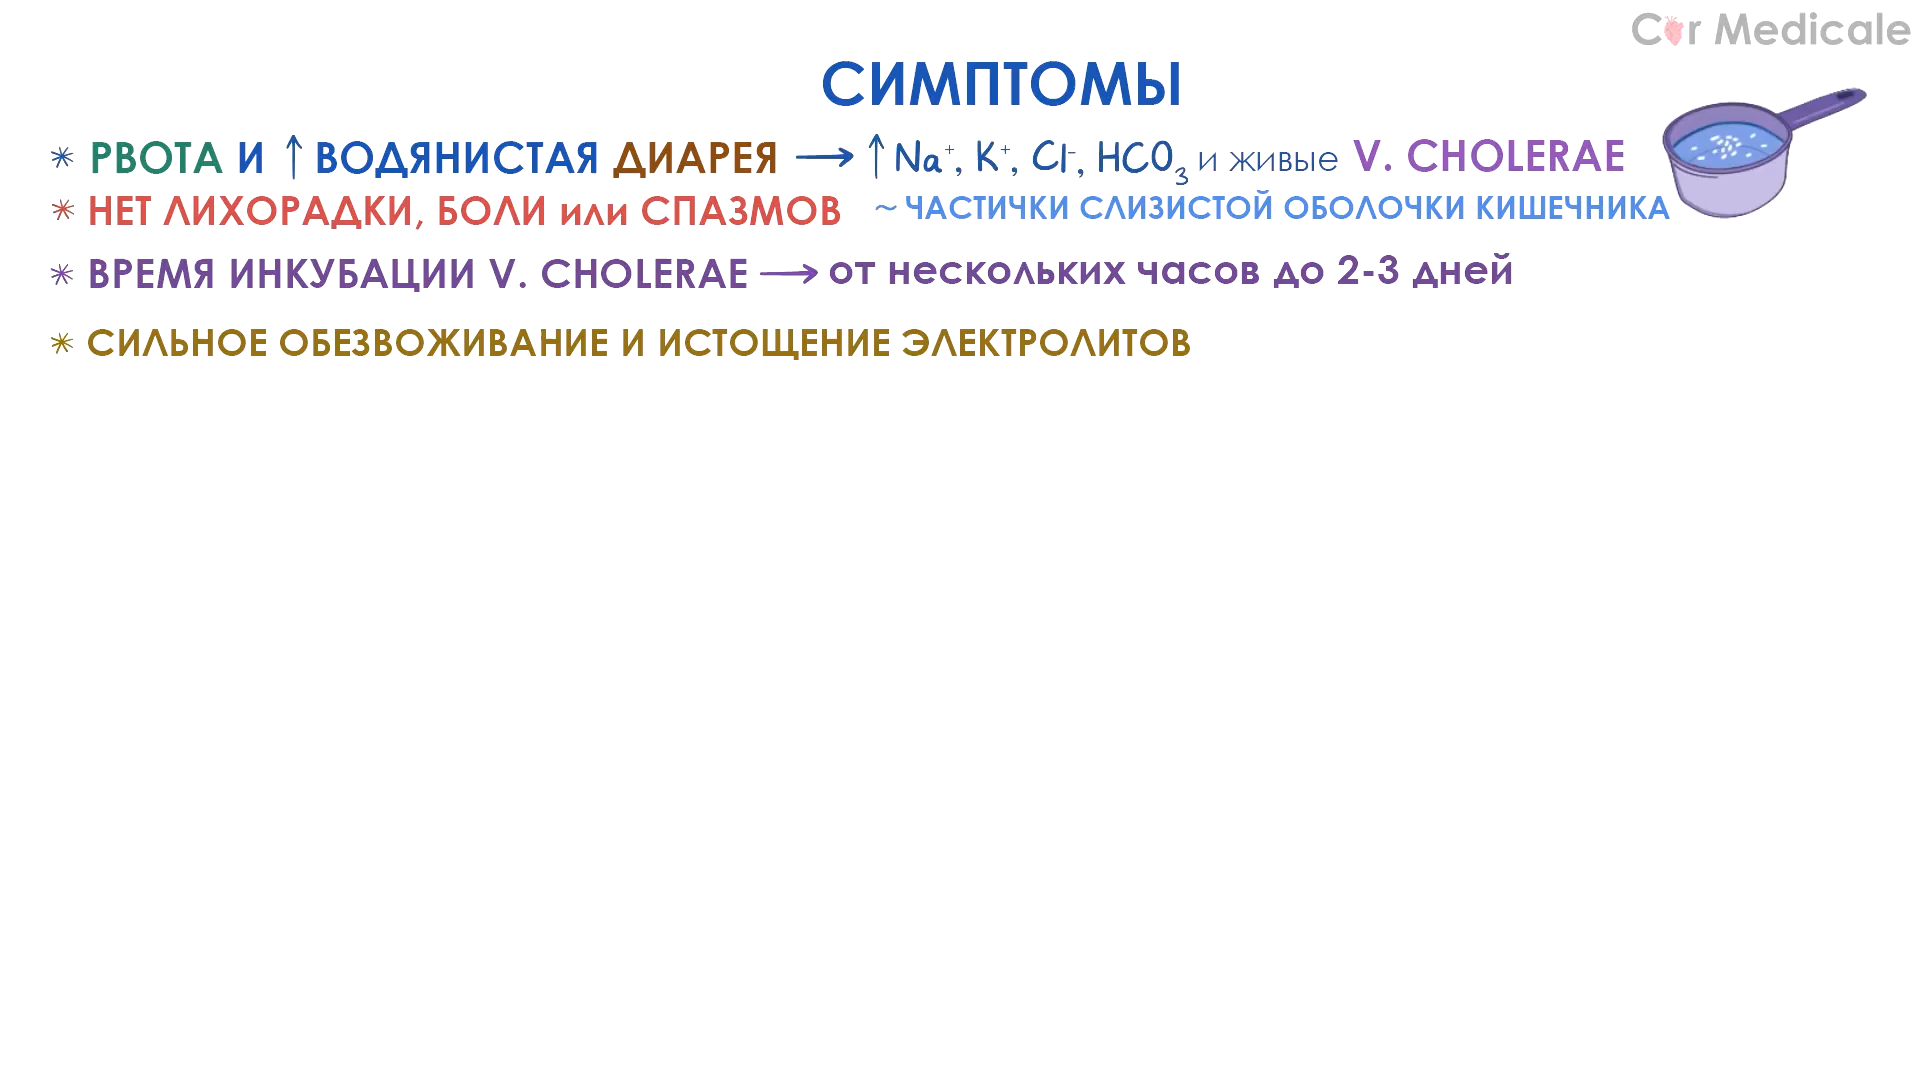 Cor Medicale
СИМПТОМЫ
* РВОТА И ↑ ВОДЯНИСТАЯ ДИАРЕЯ → ↑ Na⁺, K⁺, Cl⁻, HCO₃ и живые V. CHOLERAE
* НЕТ ЛИХОРАДКИ, БОЛИ или СПАЗМОВ ~ ЧАСТИЧКИ СЛИЗИСТОЙ ОБОЛОЧКИ КИШЕЧНИКА
* ВРЕМЯ ИНКУБАЦИИ V. CHOLERAE → от нескольких часов до 2-3 дней
* СИЛЬНОЕ ОБЕЗВОЖИВАНИЕ И ИСТОЩЕНИЕ ЭЛЕКТРОЛИТОВ